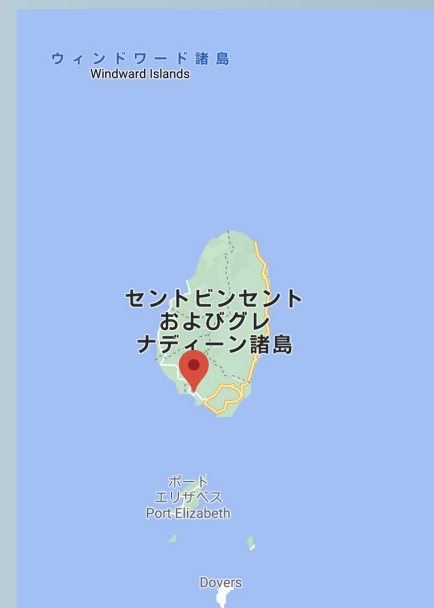 ウィンドワード諸島
Windward Islands
セントビンセント
およびグレ
ナディーン諸島
ポート
エリザベス
Port Elizabeth
Dovers